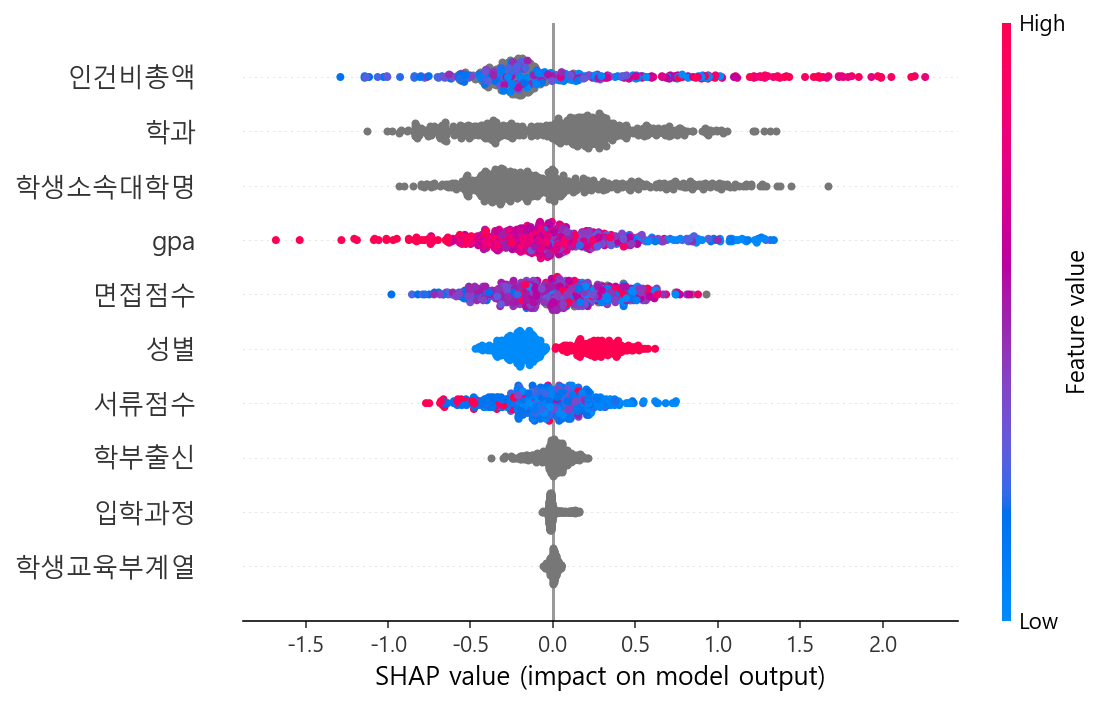 High
인건비총액
학과
학생소속대학명
gpa
면접점수
성별
서류점수
학부출신
입학과정
학생교육부계열
Feature value
Low
-1.5 -1.0 -0.5 0.0 0.5 1.0 1.5 2.0
SHAP value (impact on model output)